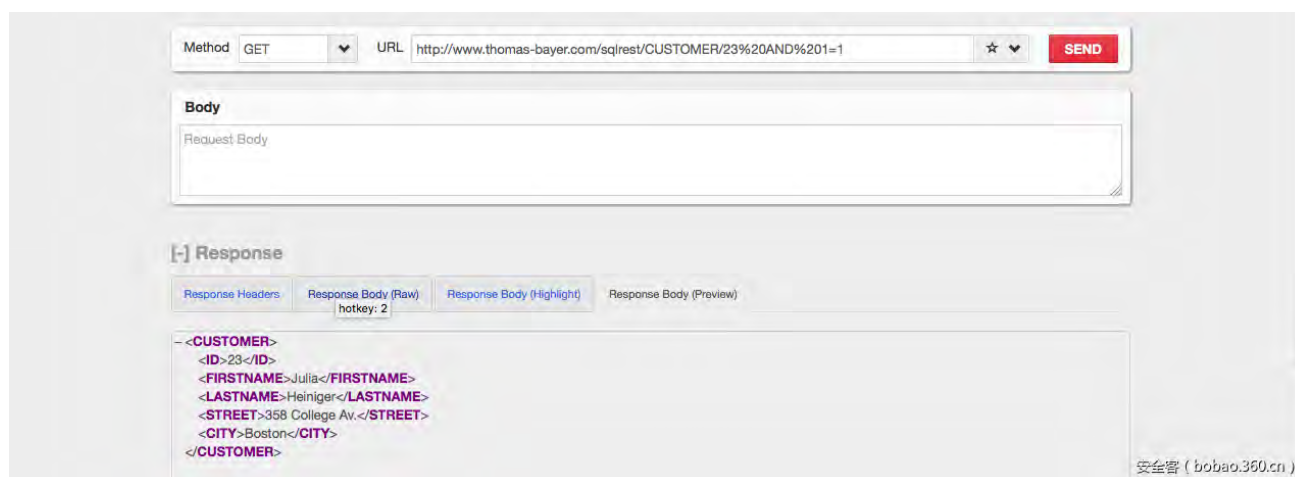 Method GET URL http://www.thomas-bayer.com/sqlrest/CUSTOMER/23%20AND%201=1 SEND
Body
Request Body
[-] Response
Response Headers Response Body (Raw) Response Body (Highlight) Response Body (Preview)
hotkey: 2
– <CUSTOMER>
<ID>23</ID>
<FIRSTNAME>Julia</FIRSTNAME>
<LASTNAME>Heiniger</LASTNAME>
<STREET>358 College Av.</STREET>
<CITY>Boston</CITY>
</CUSTOMER>
安全客 ( bobao.360.cn )